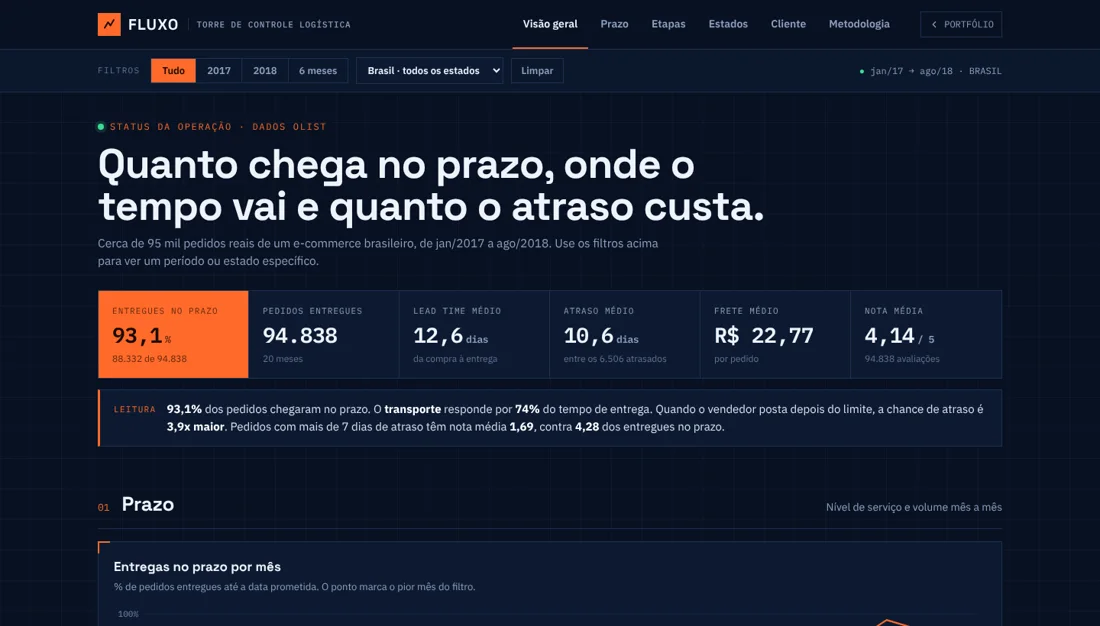 FLUXO
TORRE DE CONTROLE LOGÍSTICA
Visão geral
Prazo
Etapas
Estados
Cliente
Metodologia
‹ PORTFÓLIO
FILTROS
Tudo
2017
2018
6 meses
Brasil · todos os estados
Limpar
jan/17 → ago/18 · BRASIL
STATUS DA OPERAÇÃO · DADOS OLIST
Quanto chega no prazo, onde o
tempo vai e quanto o atraso custa.
Cerca de 95 mil pedidos reais de um e-commerce brasileiro, de jan/2017 a ago/2018. Use os filtros acima
para ver um período ou estado específico.
ENTREGUES NO PRAZO
93,1%
88.332 de 94.838
PEDIDOS ENTREGUES
94.838
20 meses
LEAD TIME MÉDIO
12,6 dias
da compra à entrega
ATRASO MÉDIO
10,6 dias
entre os 6.506 atrasados
FRETE MÉDIO
R$ 22,77
por pedido
NOTA MÉDIA
4,14 / 5
94.838 avaliações
LEITURA
93,1% dos pedidos chegaram no prazo. O transporte responde por 74% do tempo de entrega. Quando o vendedor posta depois do limite, a chance de atraso é
3,9x maior. Pedidos com mais de 7 dias de atraso têm nota média 1,69, contra 4,28 dos entregues no prazo.
01 Prazo
Nível de serviço e volume mês a mês
Entregas no prazo por mês
% de pedidos entregues até a data prometida. O ponto marca o pior mês do filtro.
100%